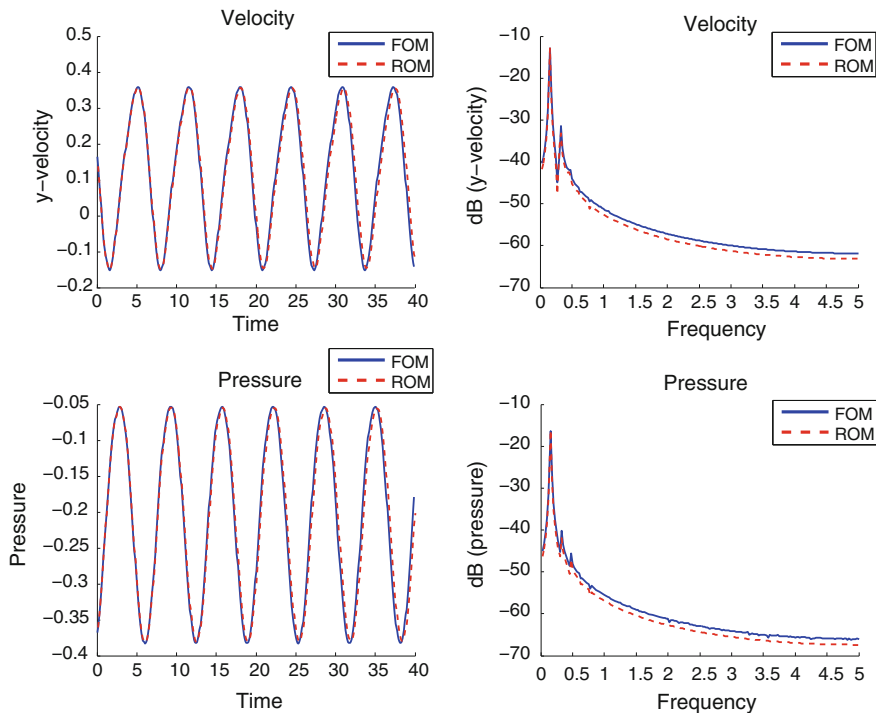 Velocity
FOM
ROM
0.5
0.4
0.3
0.2
0.1
0
−0.1
−0.2
y−velocity
0 5 10 15 20 25 30 35 40
Time
Velocity
FOM
ROM
−10
−20
−30
−40
−50
−60
−70
dB (y−velocity)
0 0.5 1 1.5 2 2.5 3 3.5 4 4.5 5
Frequency
Pressure
FOM
ROM
−0.05
−0.1
−0.15
−0.2
−0.25
−0.3
−0.35
−0.4
Pressure
0 5 10 15 20 25 30 35 40
Time
Pressure
FOM
ROM
−10
−20
−30
−40
−50
−60
−70
dB (pressure)
0 0.5 1 1.5 2 2.5 3 3.5 4 4.5 5
Frequency